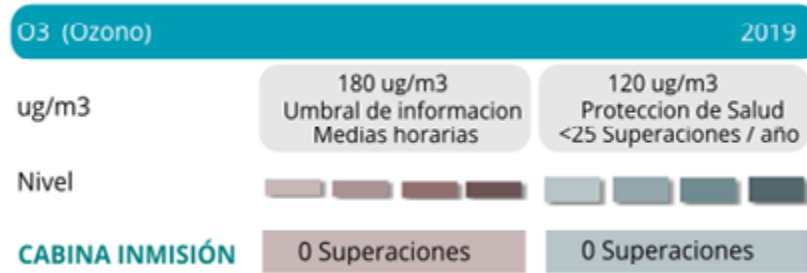 O3 (Ozono) 2019
ug/m3
180 ug/m3
Umbral de informacion
Medias horarias
120 ug/m3
Proteccion de Salud
<25 Superaciones / año
Nivel
CABINA INMISIÓN 0 Superaciones 0 Superaciones